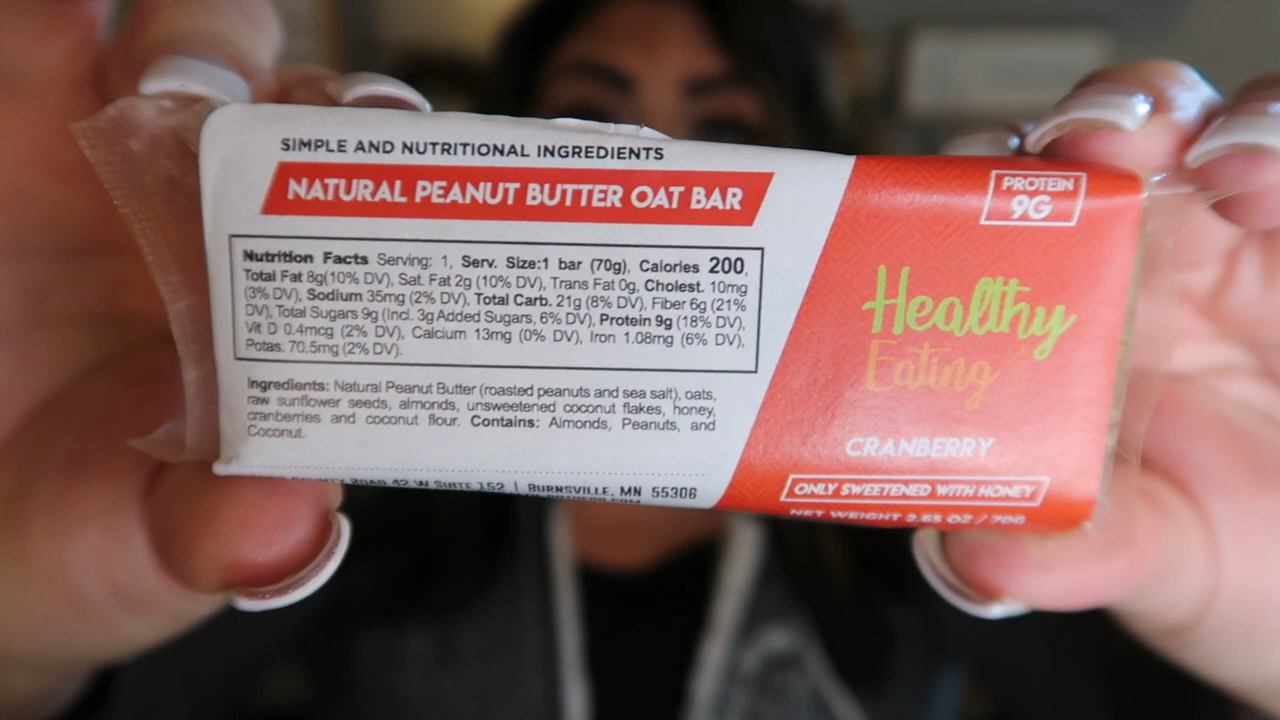 SIMPLE AND NUTRITIONAL INGREDIENTS
NATURAL PEANUT BUTTER OAT BAR
Nutrition Facts Serving: 1, Serv. Size:1 bar (70g), Calories 200,
Total Fat 8g(10% DV), Sat. Fat 2g (10% DV), Trans Fat 0g, Cholest. 10mg
(3% DV), Sodium 35mg (2% DV), Total Carb. 21g (8% DV), Fiber 6g (21%
DV), Total Sugars 9g (Incl. 3g Added Sugars, 6% DV), Protein 9g (18% DV),
Vit D 0.4mcg (2% DV), Calcium 13mg (0% DV), Iron 1.08mg (6% DV),
Potas. 70.5mg (2% DV).
Ingredients: Natural Peanut Butter (roasted peanuts and sea salt), oats,
raw sunflower seeds, almonds, unsweetened coconut flakes, honey,
cranberries and coconut flour. Contains: Almonds, Peanuts, and
Coconut.
ROAD 42 W SUITE 152 | BURNSVILLE, MN 55306
PROTEIN
9G
Healthy
Eating
CRANBERRY
ONLY SWEETENED WITH HONEY
NET WEIGHT 2.65 OZ / 70G